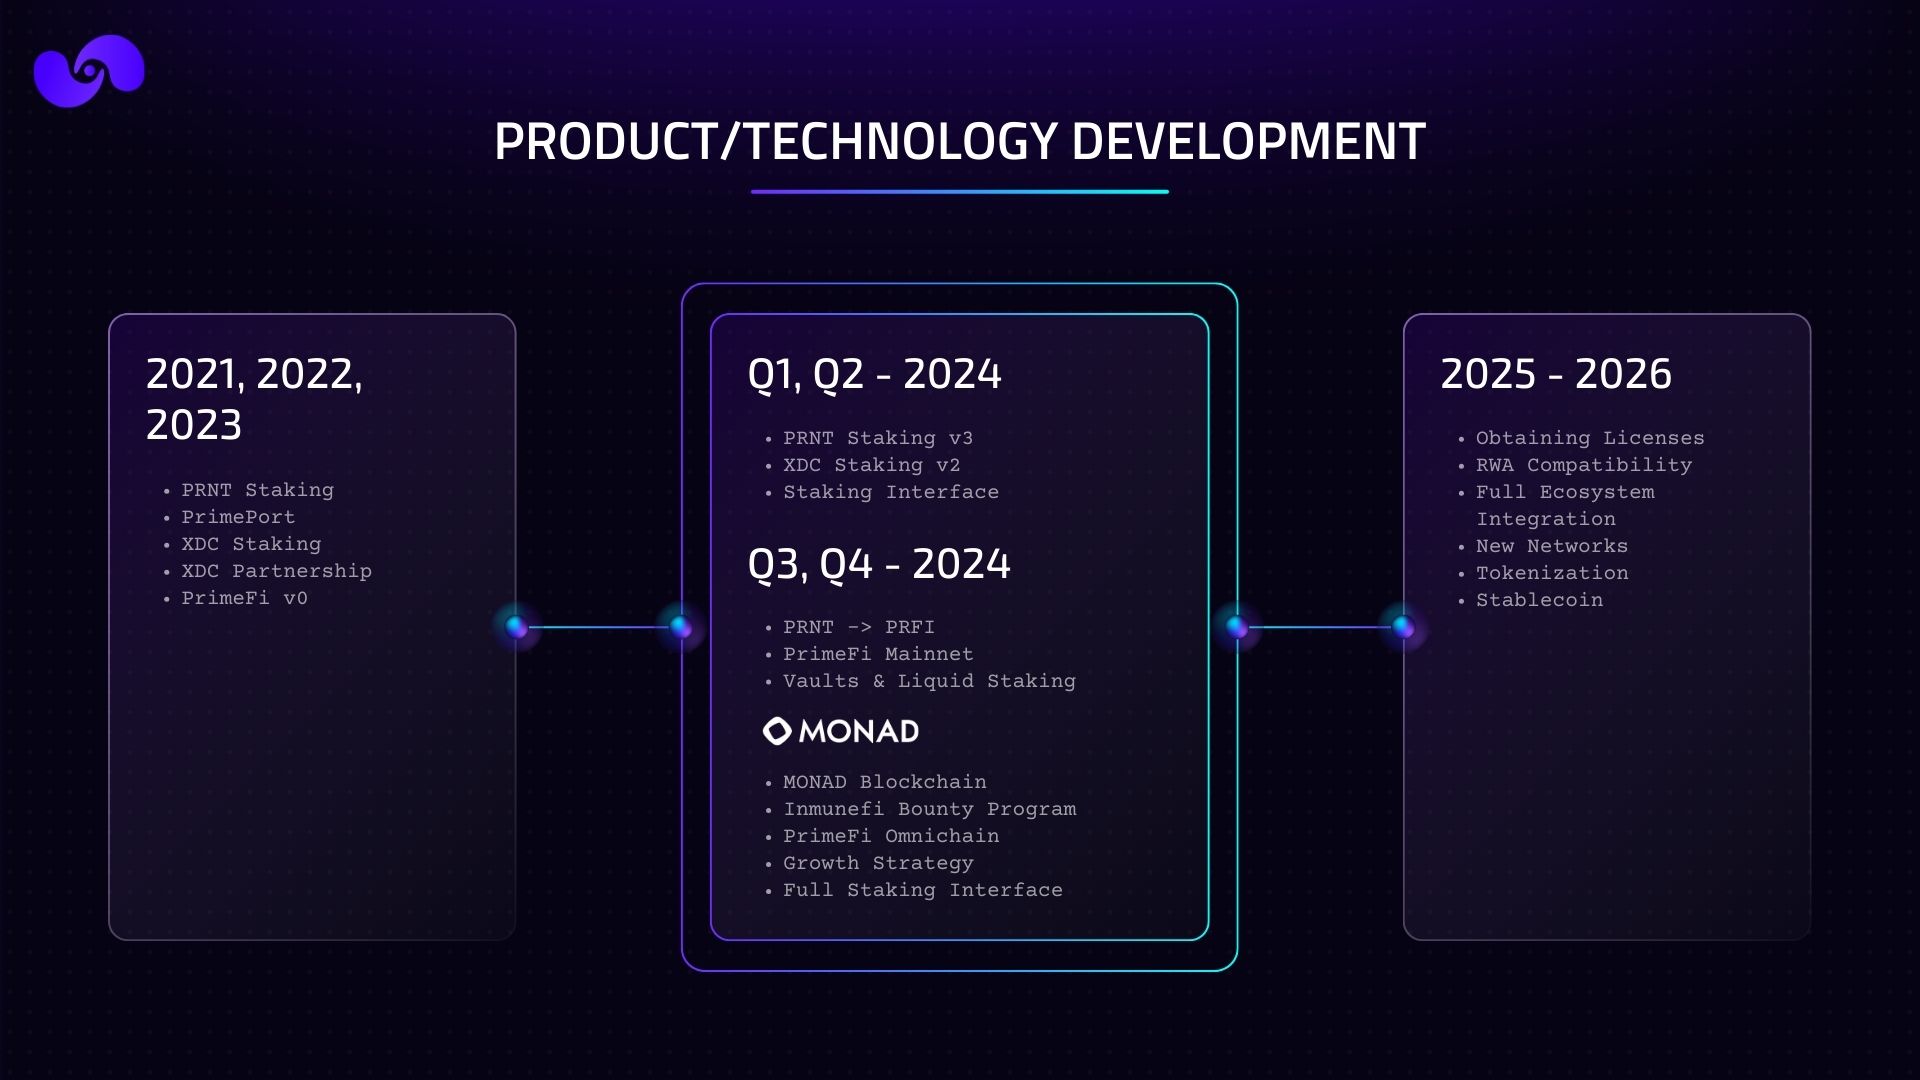 PRODUCT/TECHNOLOGY DEVELOPMENT
2021, 2022,
2023
• PRNT Staking
• PrimePort
• XDC Staking
• XDC Partnership
• PrimeFi v0
Q1, Q2 - 2024
• PRNT Staking v3
• XDC Staking v2
• Staking Interface
Q3, Q4 - 2024
• PRNT -> PRFI
• PrimeFi Mainnet
• Vaults & Liquid Staking
MONAD
• MONAD Blockchain
• Inmunefi Bounty Program
• PrimeFi Omnichain
• Growth Strategy
• Full Staking Interface
2025 - 2026
• Obtaining Licenses
• RWA Compatibility
• Full Ecosystem
Integration
• New Networks
• Tokenization
• Stablecoin